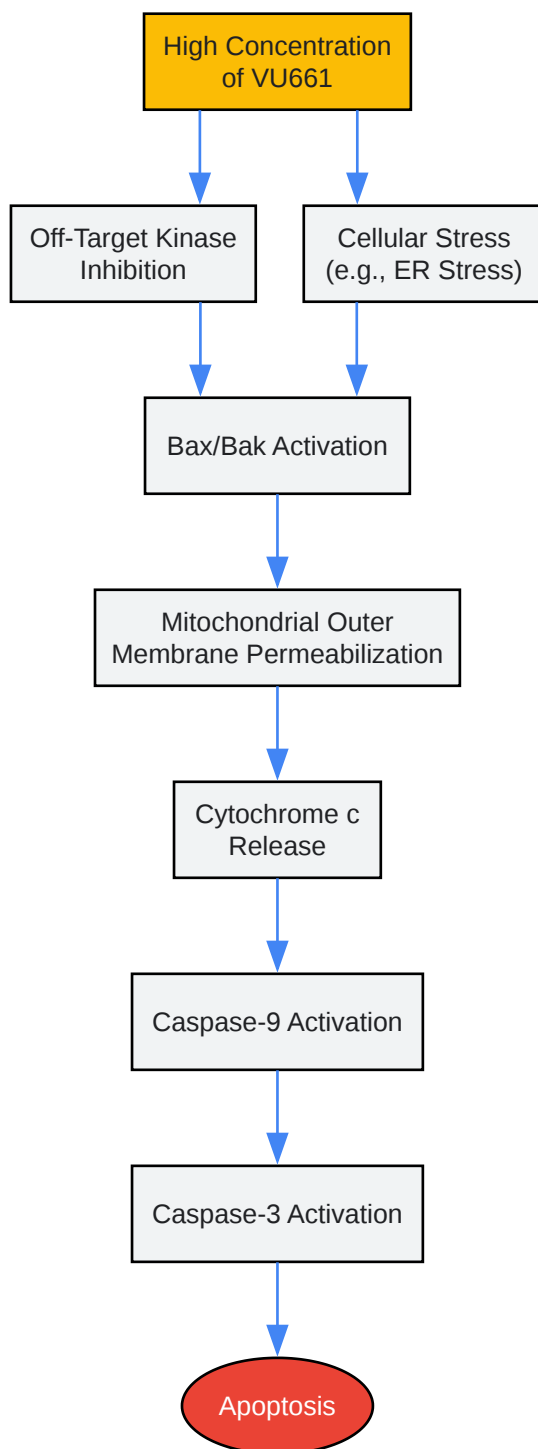 High Concentration
of VU661
Off-Target Kinase
Inhibition
Cellular Stress
(e.g., ER Stress)
Bax/Bak Activation
Mitochondrial Outer
Membrane Permeabilization
Cytochrome c
Release
Caspase-9 Activation
Caspase-3 Activation
Apoptosis